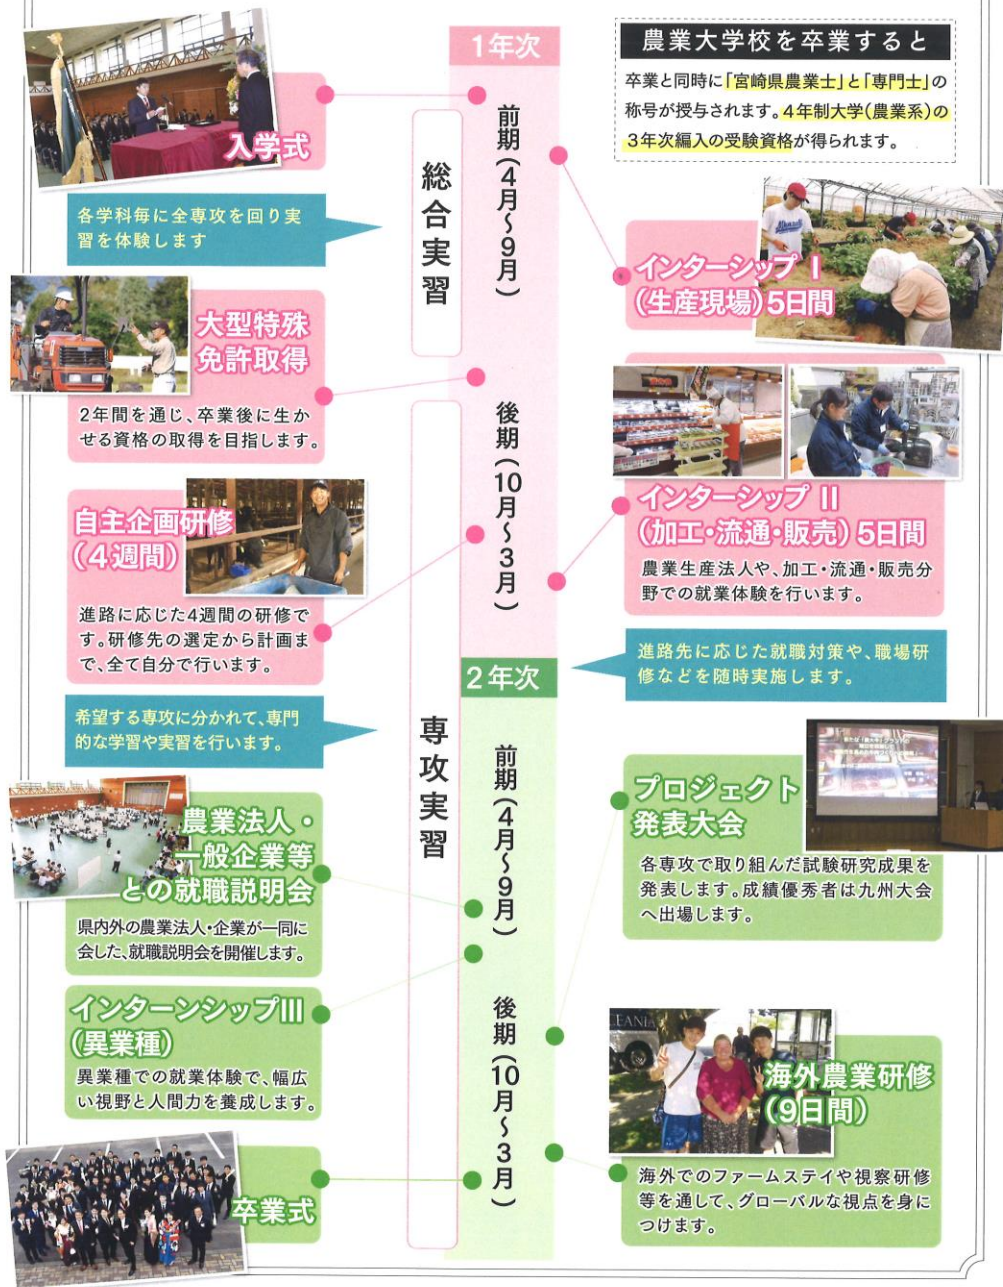 1年次
農業大学校を卒業すると
卒業と同時に「宮崎県農業士」と「専門士」の
称号が授与されます。4年制大学(農業系)の
3年次編入の受験資格が得られます。
前期(4月〜9月)
総合実習
入学式
各学科毎に全専攻を回り実
習を体験します
インターシップ I
(生産現場)5日間
大型特殊
免許取得
2年間を通じ、卒業後に生か
せる資格の取得を目指します。
後期(10月〜3月)
インターシップ II
(加工・流通・販売) 5日間
農業生産法人や、加工・流通・販売分
野での就業体験を行います。
自主企画研修
(4週間)
進路に応じた4週間の研修で
す。研修先の選定から計画ま
で、全て自分で行います。
進路先に応じた就職対策や、職場研
修などを随時実施します。
2年次
専攻実習
希望する専攻に分かれて、専門
的な学習や実習を行います。
前期(4月〜9月)
農業法人・
一般企業等
との就職説明会
県内外の農業法人・企業が一同に
会した、就職説明会を開催します。
プロジェクト
発表大会
各専攻で取り組んだ試験研究成果を
発表します。成績優秀者は九州大会
へ出場します。
インターンシップIII
(異業種)
異業種での就業体験で、幅広
い視野と人間力を養成します。
後期(10月〜3月)
海外農業研修
(9日間)
海外でのファームステイや視察研修
等を通して、グローバルな視点を身に
つけます。
卒業式